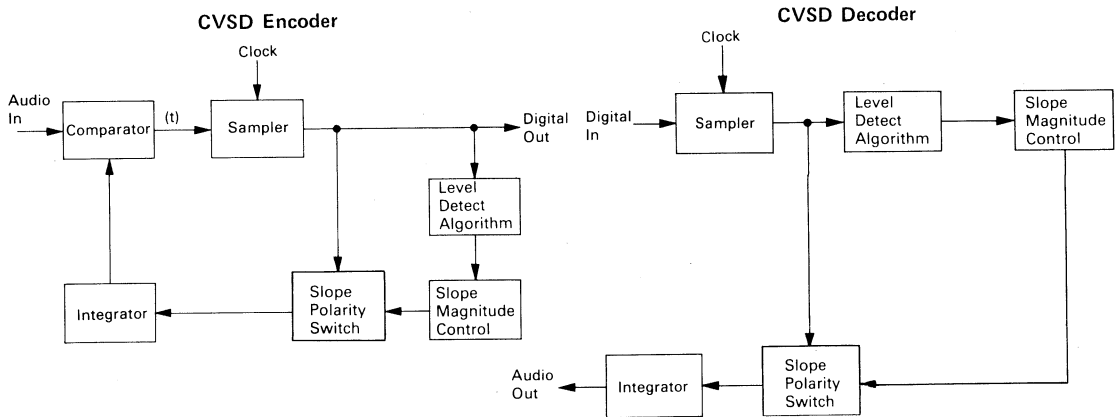 CVSD Encoder
Clock
Audio
In
Comparator
(t)
Sampler
Digital
Out
Level
Detect
Algorithm
Slope
Magnitude
Control
Slope
Polarity
Switch
Integrator
CVSD Decoder
Clock
Digital
In
Sampler
Level
Detect
Algorithm
Slope
Magnitude
Control
Slope
Polarity
Switch
Integrator
Audio
Out